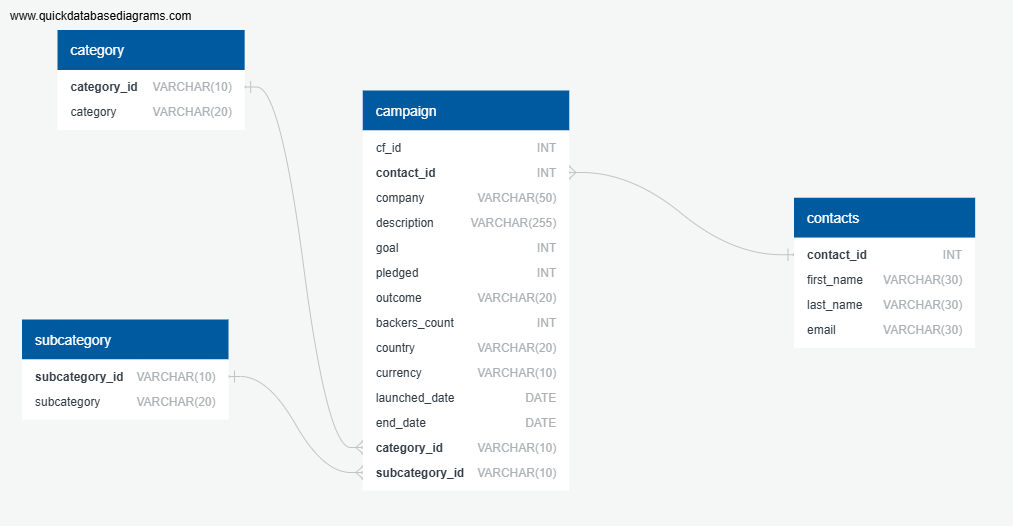 www.quickdatabasediagrams.com
category
category_id VARCHAR(10)
category VARCHAR(20)
subcategory
subcategory_id VARCHAR(10)
subcategory VARCHAR(20)
campaign
cf_id INT
contact_id INT
company VARCHAR(50)
description VARCHAR(255)
goal INT
pledged INT
outcome VARCHAR(20)
backers_count INT
country VARCHAR(20)
currency VARCHAR(10)
launched_date DATE
end_date DATE
category_id VARCHAR(10)
subcategory_id VARCHAR(10)
contacts
contact_id INT
first_name VARCHAR(30)
last_name VARCHAR(30)
email VARCHAR(30)